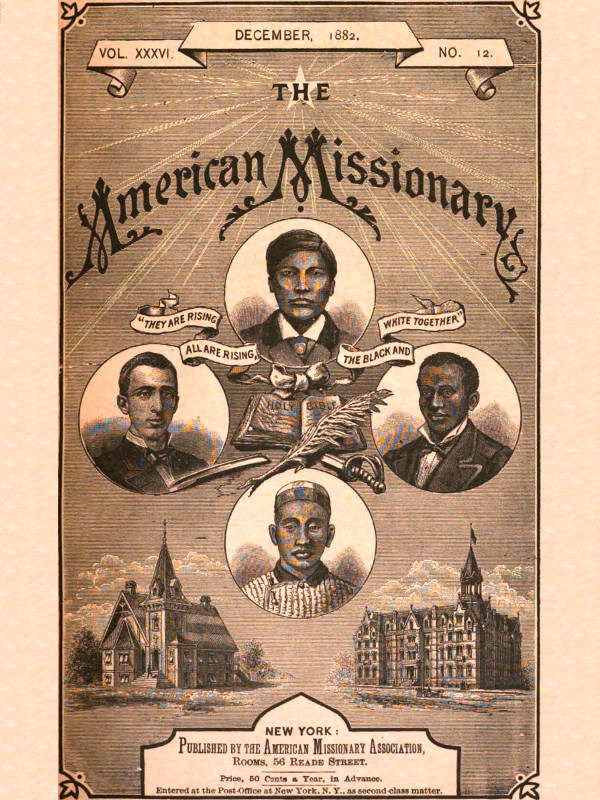 VOL. XXXVI.
DECEMBER, 1882.
NO. 12.
THE
American Missionary
"THEY ARE RISING
ALL ARE RISING,
THE BLACK AND
WHITE TOGETHER"
HOLY BIBLE
NEW YORK:
PUBLISHED BY THE AMERICAN MISSIONARY ASSOCIATION,
ROOMS, 56 READE STREET.
Price, 50 Cents a Year, in Advance.
Entered at the Post-Office at New York, N. Y., as second-class matter.